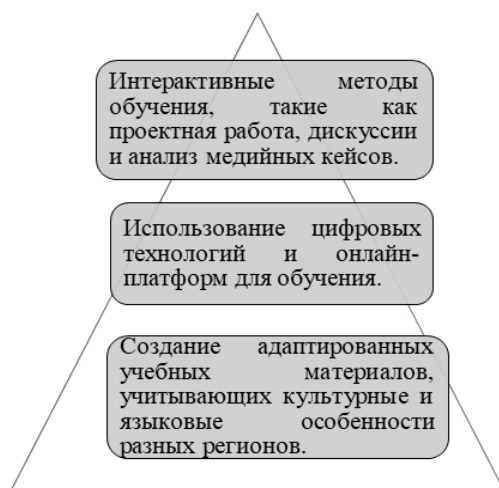 Интерактивные методы
обучения, такие как
проектная работа, дискуссии
и анализ медийных кейсов.
Использование цифровых
технологий и онлайн-
платформ для обучения.
Создание адаптированных
учебных материалов,
учитывающих культурные и
языковые особенности
разных регионов.